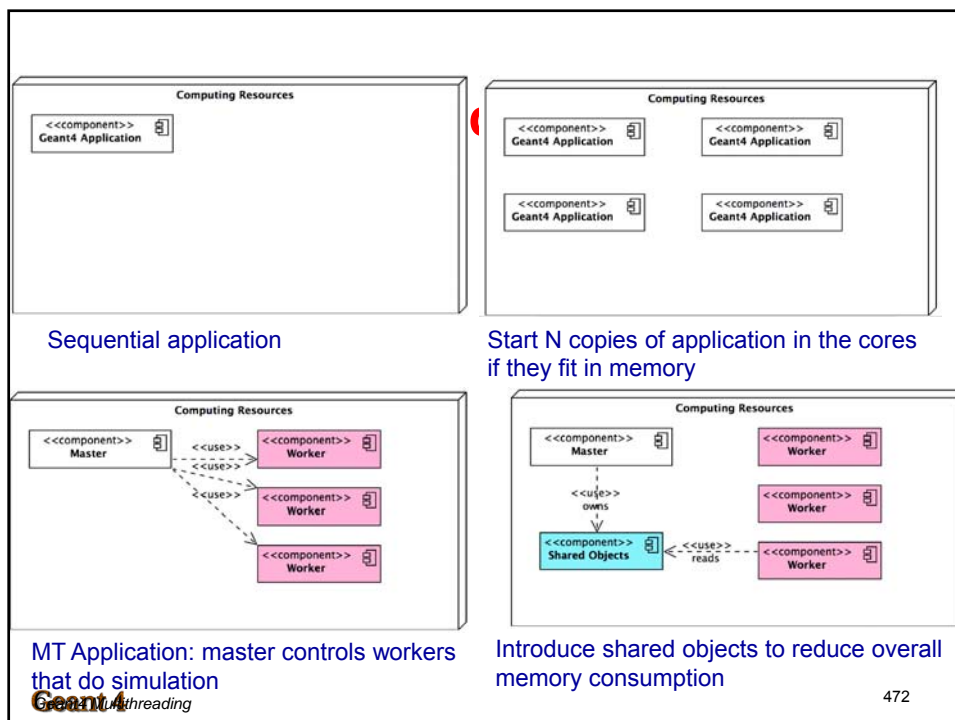 Computing Resources
<<component>>
Geant4 Application
Sequential application
Computing Resources
<<component>>
Geant4 Application
<<component>>
Geant4 Application
<<component>>
Geant4 Application
<<component>>
Geant4 Application
Start N copies of application in the cores
if they fit in memory
Computing Resources
<<component>>
Master
<<use>>
<<use>>
<<use>>
<<component>>
Worker
<<component>>
Worker
<<component>>
Worker
MT Application: master controls workers
that do simulation
Computing Resources
<<component>>
Master
<<use>>
owns
<<component>>
Shared Objects
<<use>>
reads
<<component>>
Worker
<<component>>
Worker
<<component>>
Worker
Introduce shared objects to reduce overall
memory consumption
Geant 4
Geant4 Multithreading
472